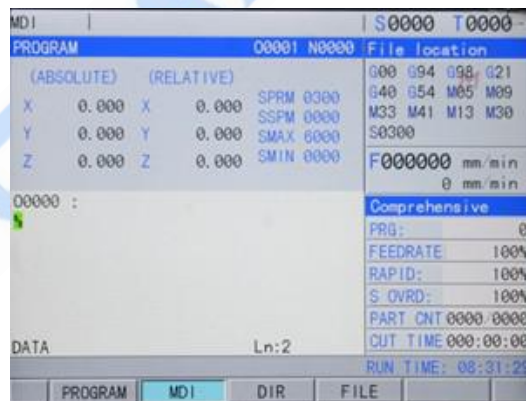 MDI S0000 T0000
PROGRAM O0001 N0000 File location
(ABSOLUTE) (RELATIVE) G00 G94 G98 G21
X 0.000 X 0.000 SPRM 0300 G40 G54 M05 M09
SSPM 0000 M33 M41 M13 M30
Y 0.000 Y 0.000 SMAX 6000 S0300
Z 0.000 Z 0.000 SMIN 0000 F000000 mm/min
0 mm/min
O0000 : Comprehensive
%
PRG: 0
FEEDRATE 100%
RAPID: 100%
S OVRD: 100%
PART CNT 0000/0000
DATA Ln:2 CUT TIME 000:00:00
RUN TIME: 08:31:29
PROGRAM MDI DIR FILE